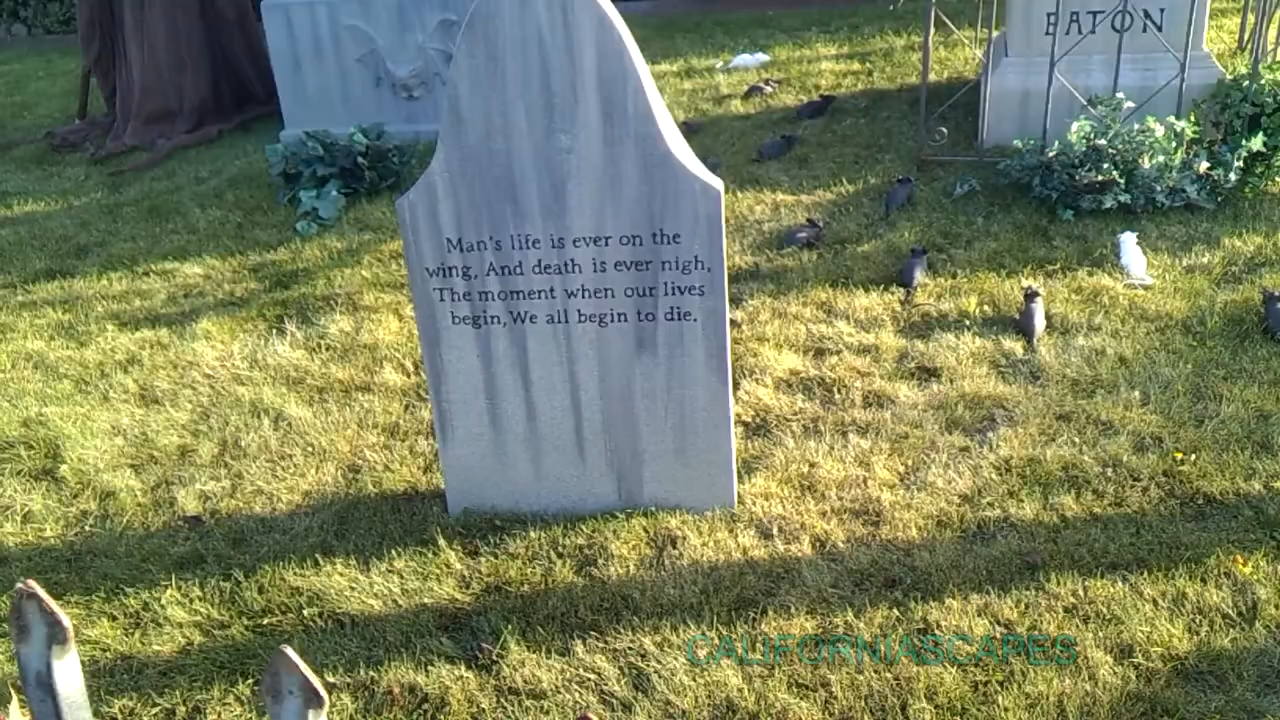 EATON
Man's life is ever on the
wing, And death is ever nigh,
The moment when our lives
begin, We all begin to die.
CALIFORNIASCAPES